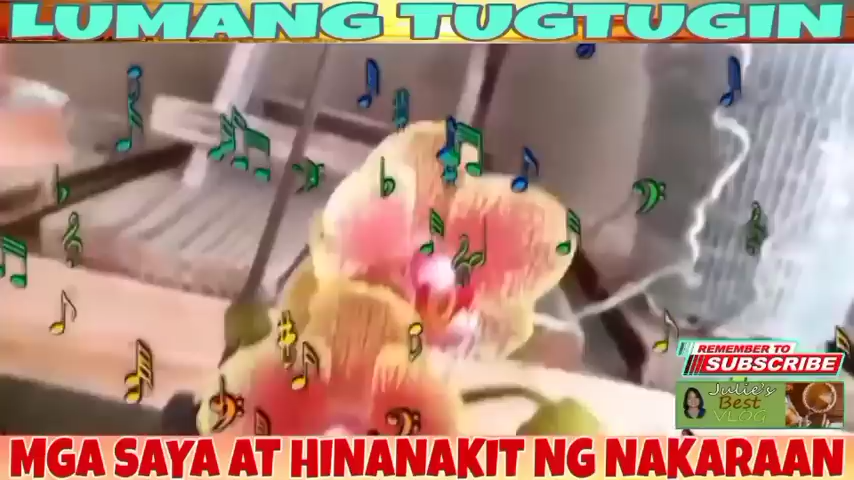 LUMANG TUGTUGIN
REMEMBER TO
SUBSCRIBE
Julie's
Best
VLOG
MGA SAYA AT HINANAKIT NG NAKARAAN